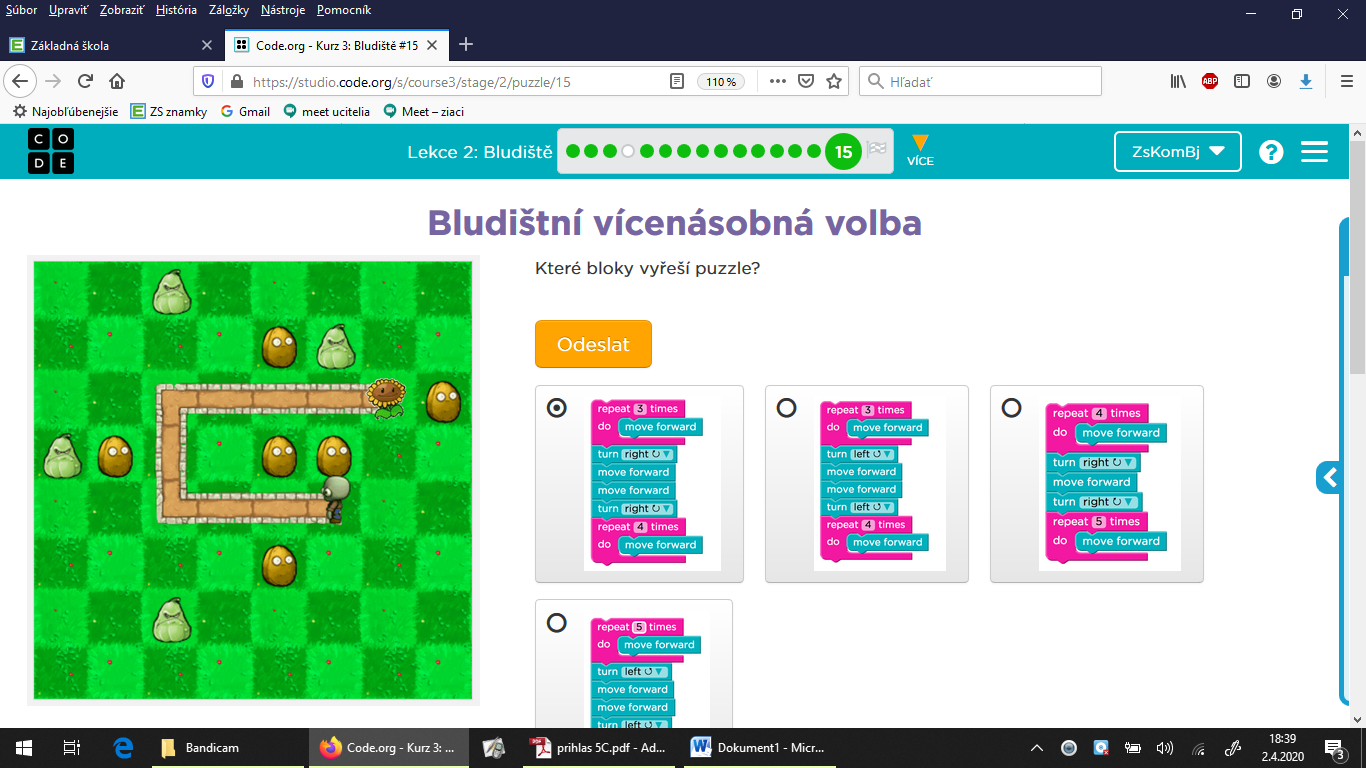 Súbor Upraviť Zobraziť História Záložky Nástroje Pomocník
Základná škola
Code.org - Kurz 3: Bludiště #15
https://studio.code.org/s/course3/stage/2/puzzle/15
110 %
Hľadať
Najobľúbenejšie ZS znamky Gmail meet ucitelia Meet – ziaci
C O
D E
Lekce 2: Bludiště
15
VÍCE
ZsKomBj
?
Bludištní vícenásobná volba
Které bloky vyřeší puzzle?
Odeslat
repeat 3 times
do move forward
turn right
move forward
move forward
turn right
repeat 4 times
do move forward
repeat 3 times
do move forward
turn left
move forward
move forward
turn left
repeat 4 times
do move forward
repeat 4 times
do move forward
turn right
move forward
turn right
repeat 5 times
do move forward
repeat 5 times
do move forward
turn left
move forward
move forward
turn left
Bandicam
Code.org - Kurz 3: ...
prihlas 5C.pdf - Ad...
Dokument1 - Micr...
18:39
2.4.2020
3